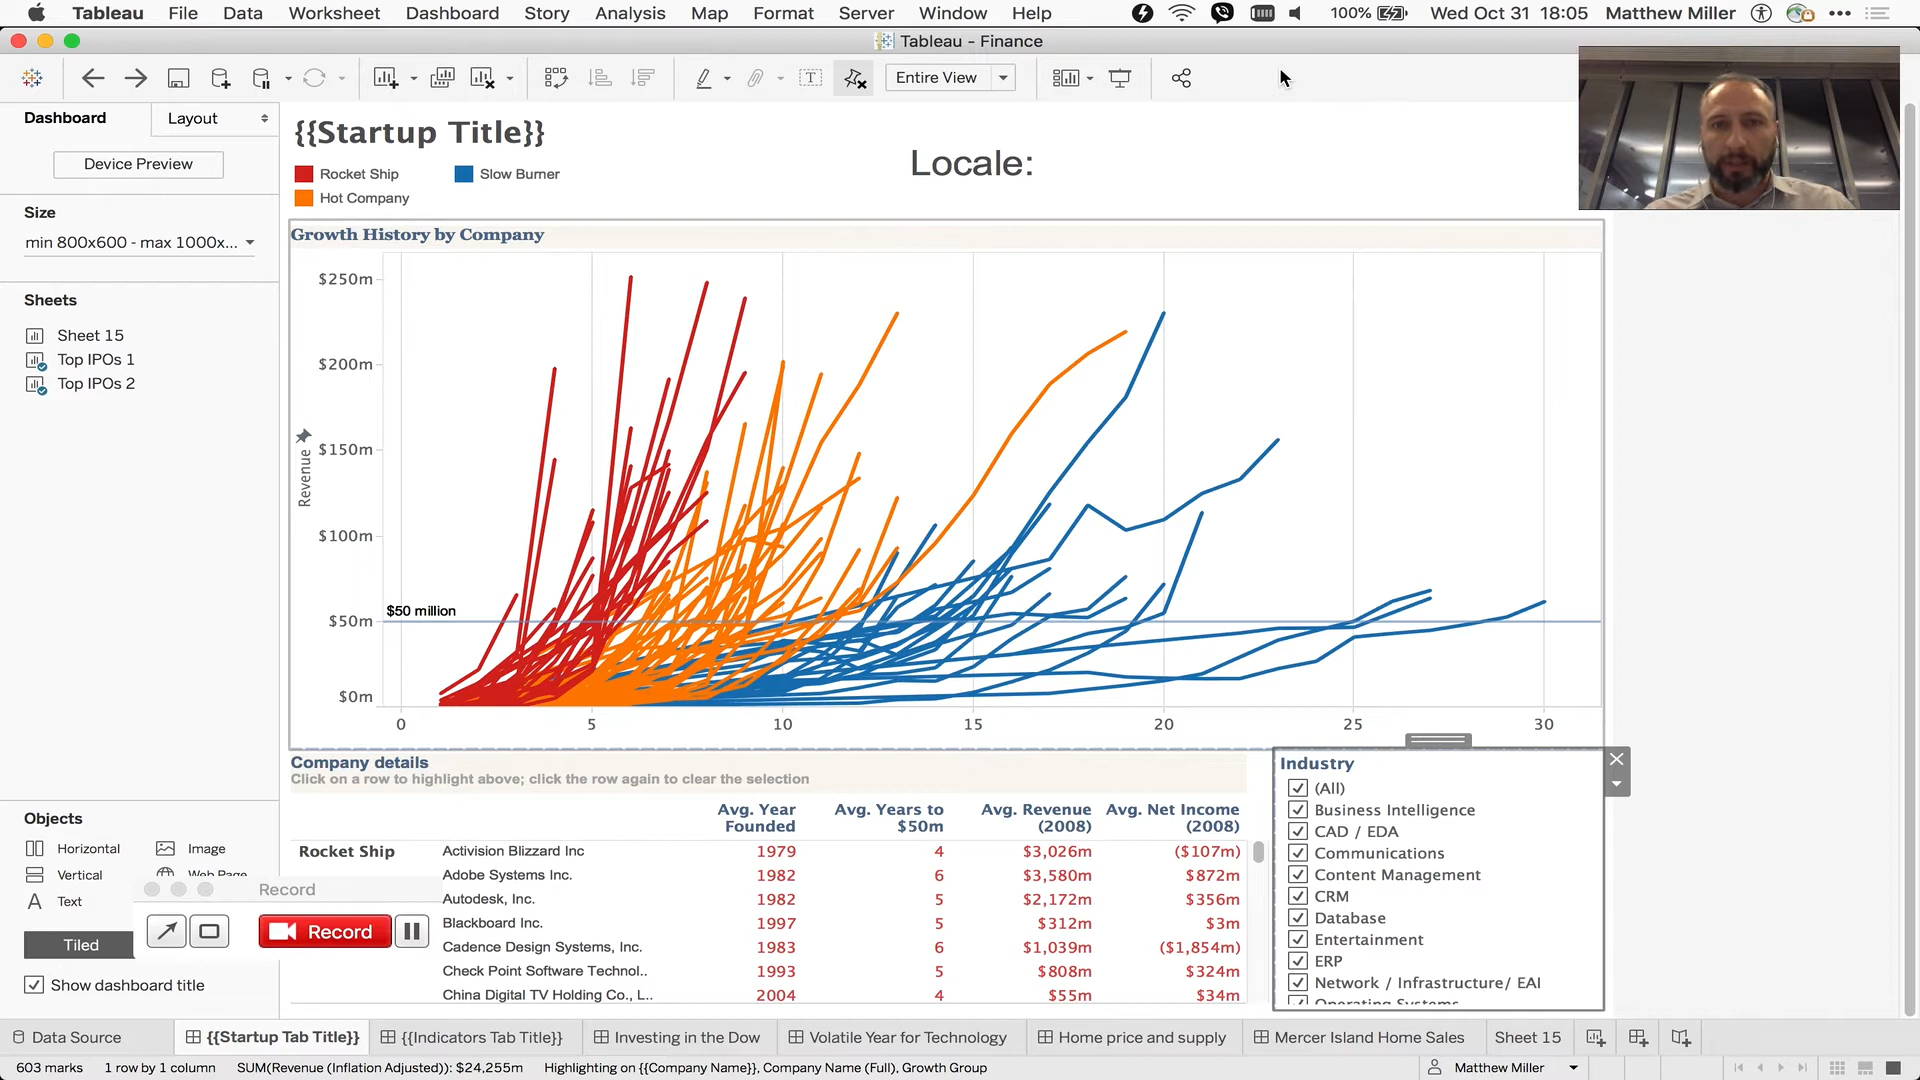 Tableau File Data Worksheet Dashboard Story Analysis Map Format Server Window Help 100% Wed Oct 31 18:05 Matthew Miller
Tableau - Finance
Entire View
Dashboard Layout
Device Preview
Size
min 800x600 - max 1000x...
Sheets
Sheet 15
Top IPOs 1
Top IPOs 2
Objects
Horizontal Image
Vertical Web Page
Text
Tiled
Show dashboard title
Record
Record
{{Startup Title}}
Locale:
Rocket Ship Slow Burner
Hot Company
Growth History by Company
Revenue
$250m
$200m
$150m
$100m
$50 million
$50m
$0m
0 5 10 15 20 25 30
Company details
Click on a row to highlight above; click the row again to clear the selection
Avg. Year Founded Avg. Years to $50m Avg. Revenue (2008) Avg. Net Income (2008)
Rocket Ship Activision Blizzard Inc 1979 4 $3,026m ($107m)
Adobe Systems Inc. 1982 6 $3,580m $872m
Autodesk, Inc. 1982 5 $2,172m $356m
Blackboard Inc. 1997 5 $312m $3m
Cadence Design Systems, Inc. 1983 6 $1,039m ($1,854m)
Check Point Software Technol.. 1993 5 $808m $324m
China Digital TV Holding Co., L.. 2004 4 $55m $34m
Industry
(All)
Business Intelligence
CAD / EDA
Communications
Content Management
CRM
Database
Entertainment
ERP
Network / Infrastructure/ EAI
Operating Systems
Data Source {{Startup Tab Title}} {{Indicators Tab Title}} Investing in the Dow Volatile Year for Technology Home price and supply Mercer Island Home Sales Sheet 15
603 marks 1 row by 1 column SUM(Revenue (Inflation Adjusted)): $24,255m Highlighting on {{Company Name}}, Company Name (Full), Growth Group Matthew Miller